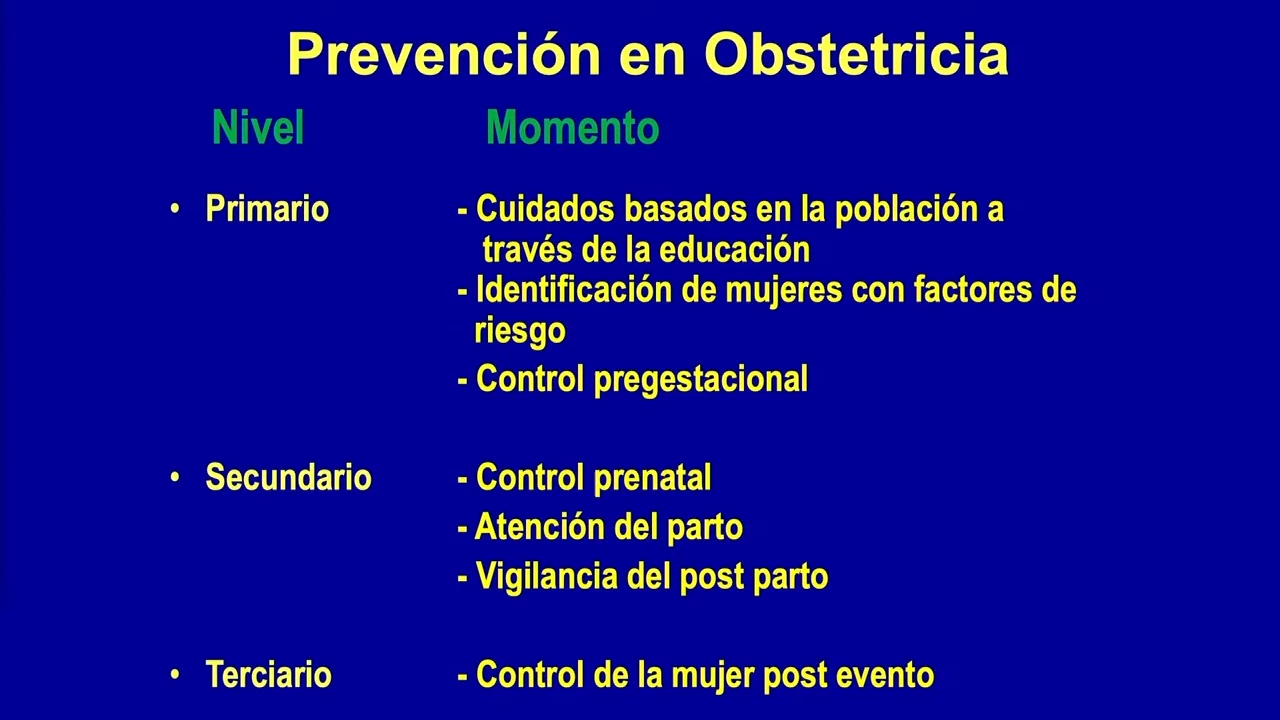 Prevención en Obstetricia
Nivel Momento
• Primario - Cuidados basados en la población a
través de la educación
- Identificación de mujeres con factores de
riesgo
- Control pregestacional
• Secundario - Control prenatal
- Atención del parto
- Vigilancia del post parto
• Terciario - Control de la mujer post evento